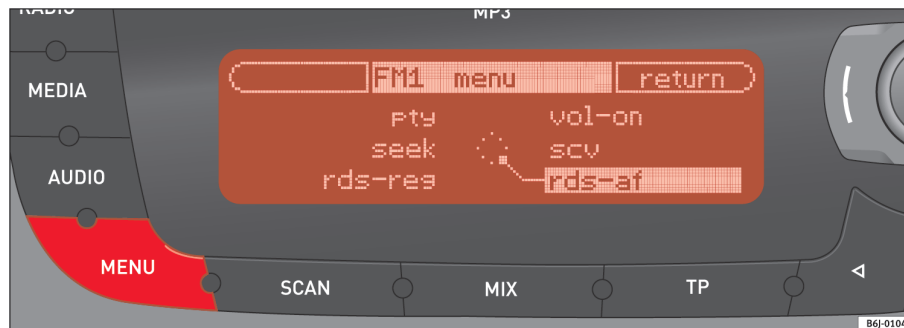 RADIO
MP3
MEDIA
FM1 menu
return
pty
vol-on
seek
scv
rds-reg
rds-af
AUDIO
MENU
SCAN
MIX
TP
B6J-0104